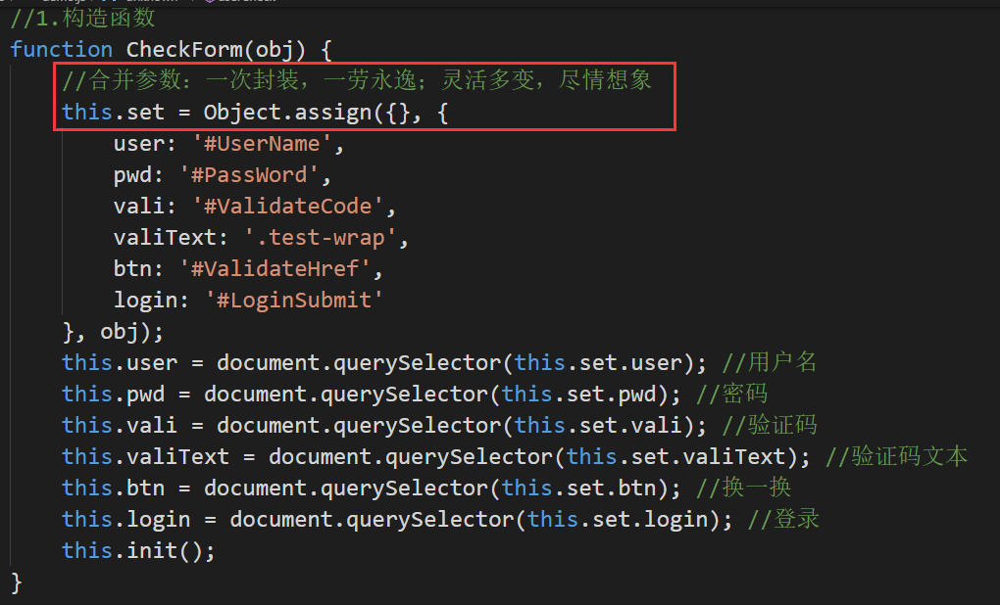 //1.构造函数
function CheckForm(obj) {
//合并参数：一次封装，一劳永逸；灵活多变，尽情想象
this.set = Object.assign({}, {
user: '#UserName',
pwd: '#PassWord',
vali: '#ValidateCode',
valiText: '.test-wrap',
btn: '#ValidateHref',
login: '#LoginSubmit'
}, obj);
this.user = document.querySelector(this.set.user); //用户名
this.pwd = document.querySelector(this.set.pwd); //密码
this.vali = document.querySelector(this.set.vali); //验证码
this.valiText = document.querySelector(this.set.valiText); //验证码文本
this.btn = document.querySelector(this.set.btn); //换一换
this.login = document.querySelector(this.set.login); //登录
this.init();
}